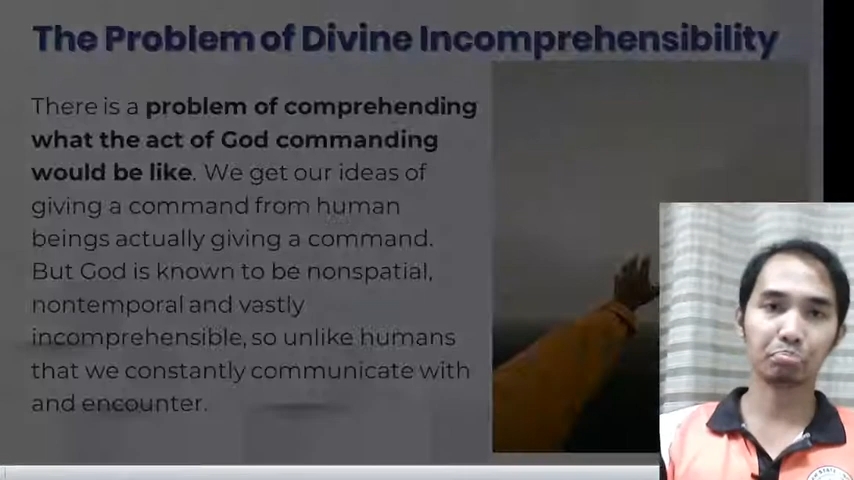 The Problem of Divine Incomprehensibility
There is a problem of comprehending
what the act of God commanding
would be like. We get our ideas of
giving a command from human
beings actually giving a command.
But God is known to be nonspatial,
nontemporal and vastly
incomprehensible, so unlike humans
that we constantly communicate with
and encounter.